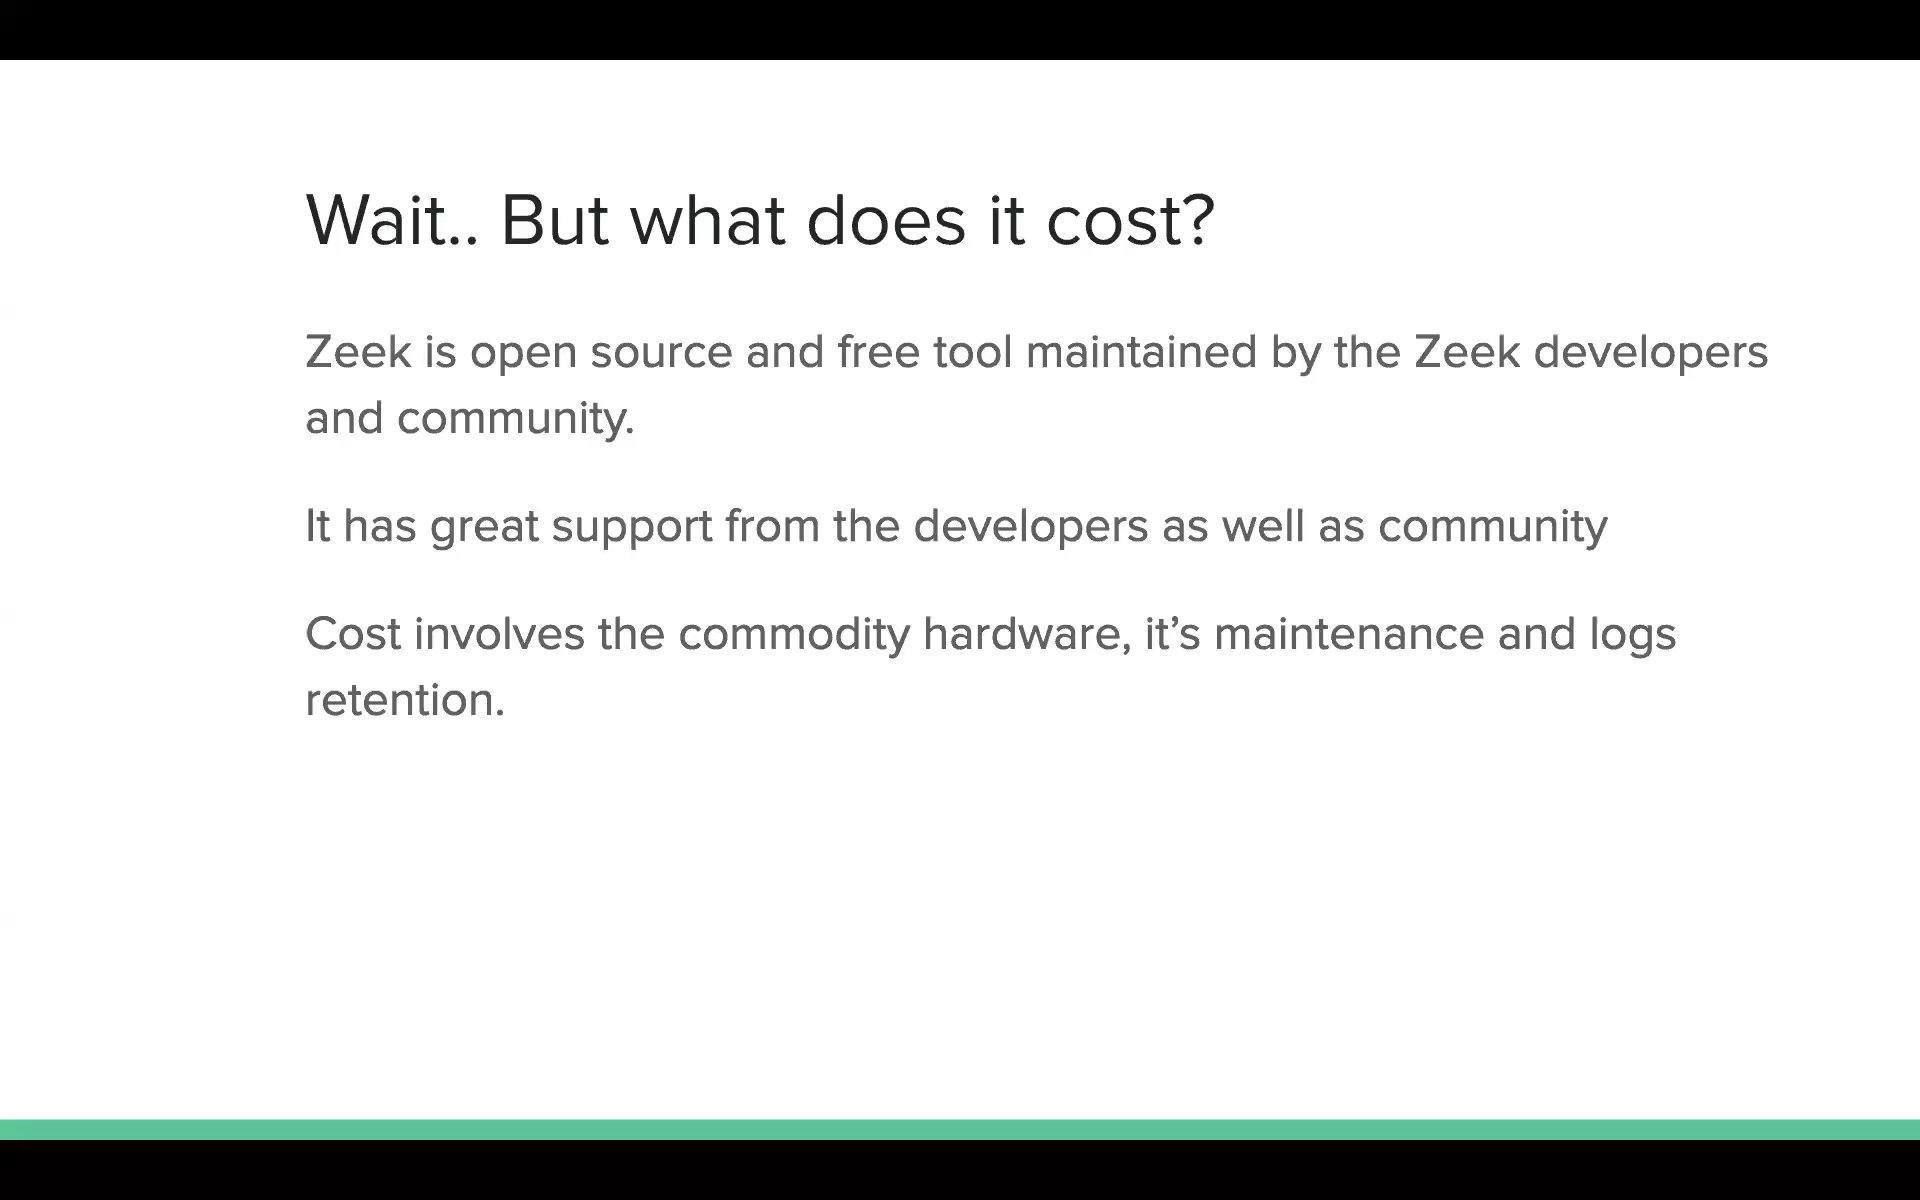 Wait.. But what does it cost?
Zeek is open source and free tool maintained by the Zeek developers
and community.
It has great support from the developers as well as community
Cost involves the commodity hardware, it’s maintenance and logs
retention.